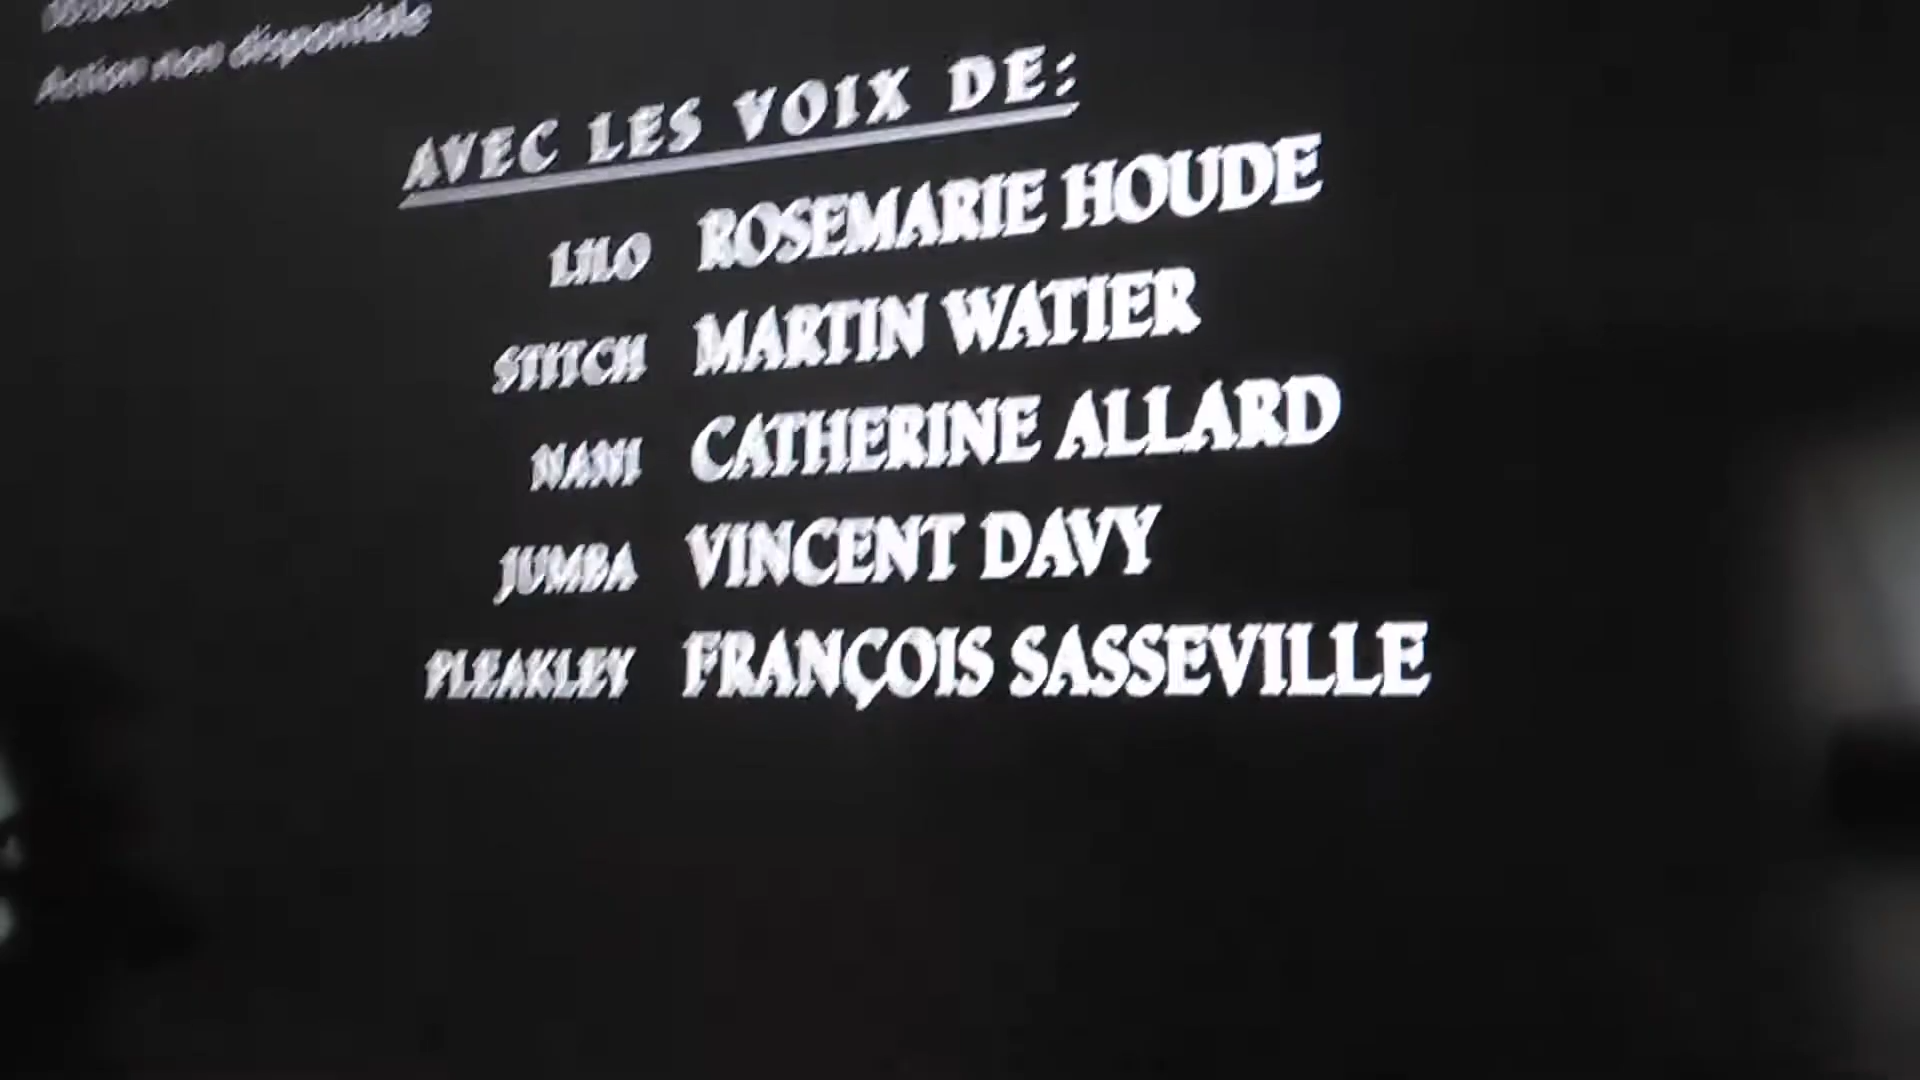 Action non disponible
AVEC LES VOIX DE:
LILO ROSEMARIE HOUDE
STITCH MARTIN WATIER
NANI CATHERINE ALLARD
JUMBA VINCENT DAVY
PLEAKLEY FRANÇOIS SASSEVILLE